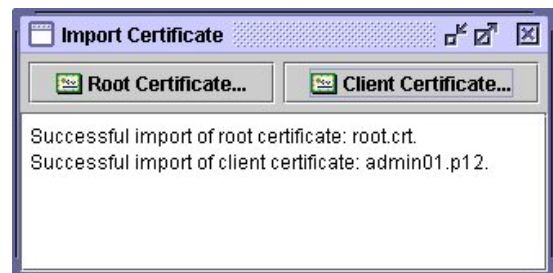 Import Certificate
Root Certificate... Client Certificate...
Successful import of root certificate: root.crt.
Successful import of client certificate: admin01.p12.